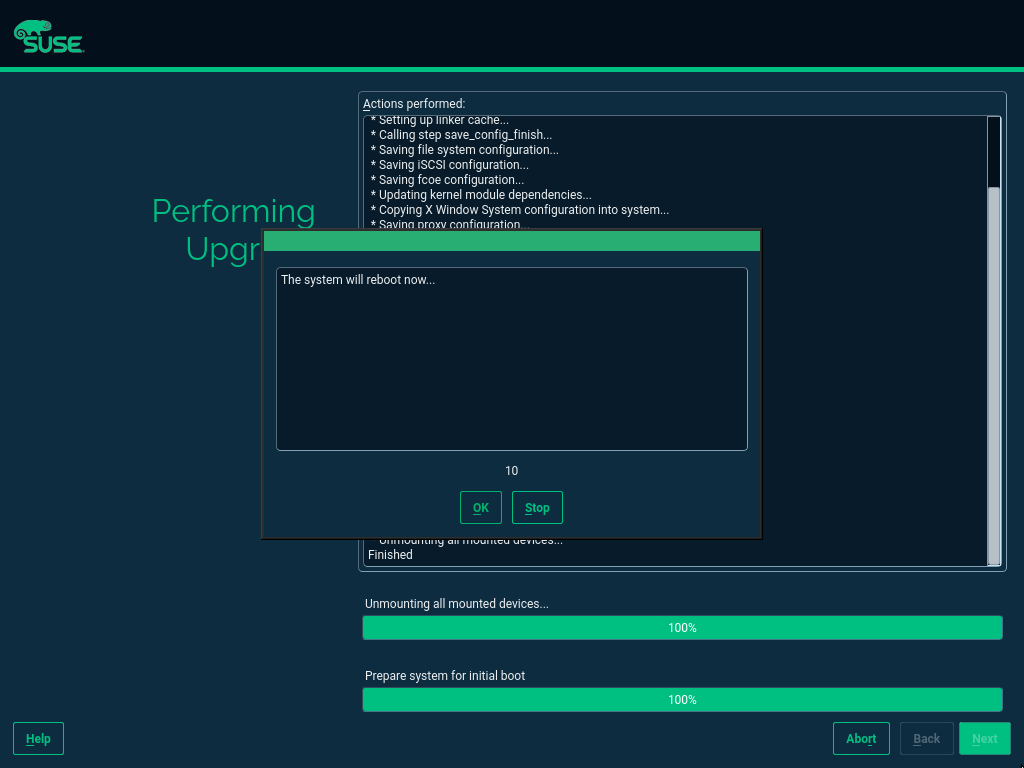 SUSE
Performing
Upgr
Actions performed:
* Setting up linker cache...
* Calling step save_config_finish...
* Saving file system configuration...
* Saving iSCSI configuration...
* Saving fcoe configuration...
* Updating kernel module dependencies...
* Copying X Window System configuration into system...
* Saving proxy configuration...
The system will reboot now...
10
OK
Stop
Unmounting all mounted devices...
Finished
Unmounting all mounted devices...
100%
Prepare system for initial boot
100%
Help
Abort
Back
Next